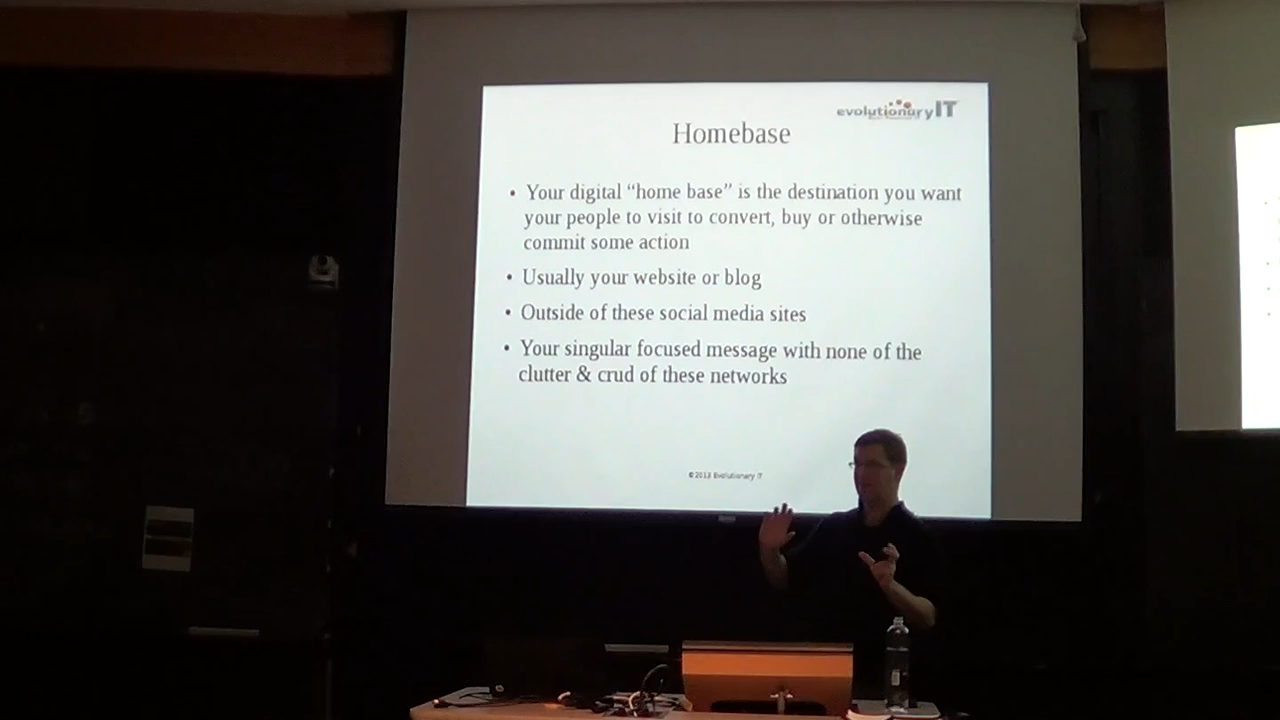 evolutionaryIT
Homebase
• Your digital “home base” is the destination you want
your people to visit to convert, buy or otherwise
commit some action
• Usually your website or blog
• Outside of these social media sites
• Your singular focused message with none of the
clutter & crud of these networks
©2013 Evolutionary IT